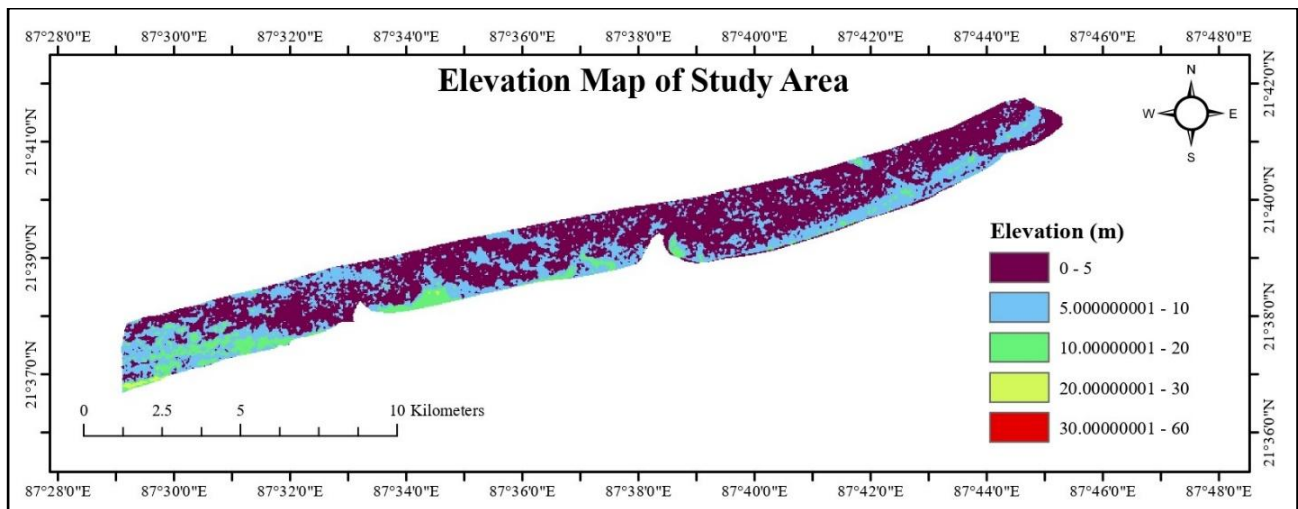 87°28'0"E 87°30'0"E 87°32'0"E 87°34'0"E 87°36'0"E 87°38'0"E 87°40'0"E 87°42'0"E 87°44'0"E 87°46'0"E 87°48'0"E
Elevation Map of Study Area
N
W E
S
21°41'0"N
21°39'0"N
21°37'0"N
21°42'0"N
21°40'0"N
21°38'0"N
21°36'0"N
Elevation (m)
0 - 5
5.000000001 - 10
10.00000001 - 20
20.00000001 - 30
30.00000001 - 60
0 2.5 5 10 Kilometers
87°28'0"E 87°30'0"E 87°32'0"E 87°34'0"E 87°36'0"E 87°38'0"E 87°40'0"E 87°42'0"E 87°44'0"E 87°46'0"E 87°48'0"E